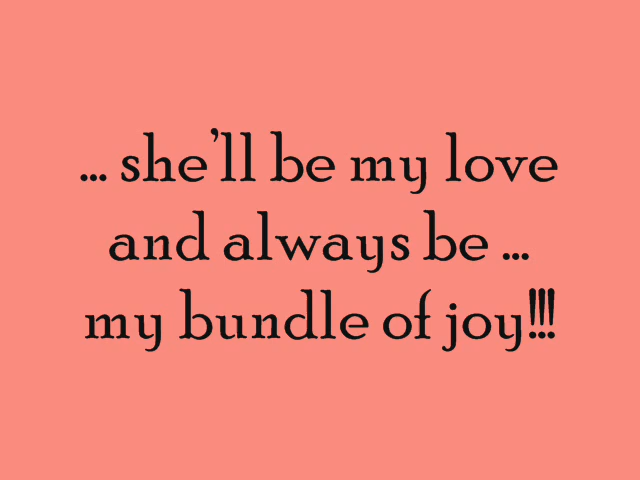 ... she’ll be my love
and always be ...
my bundle of joy!!!